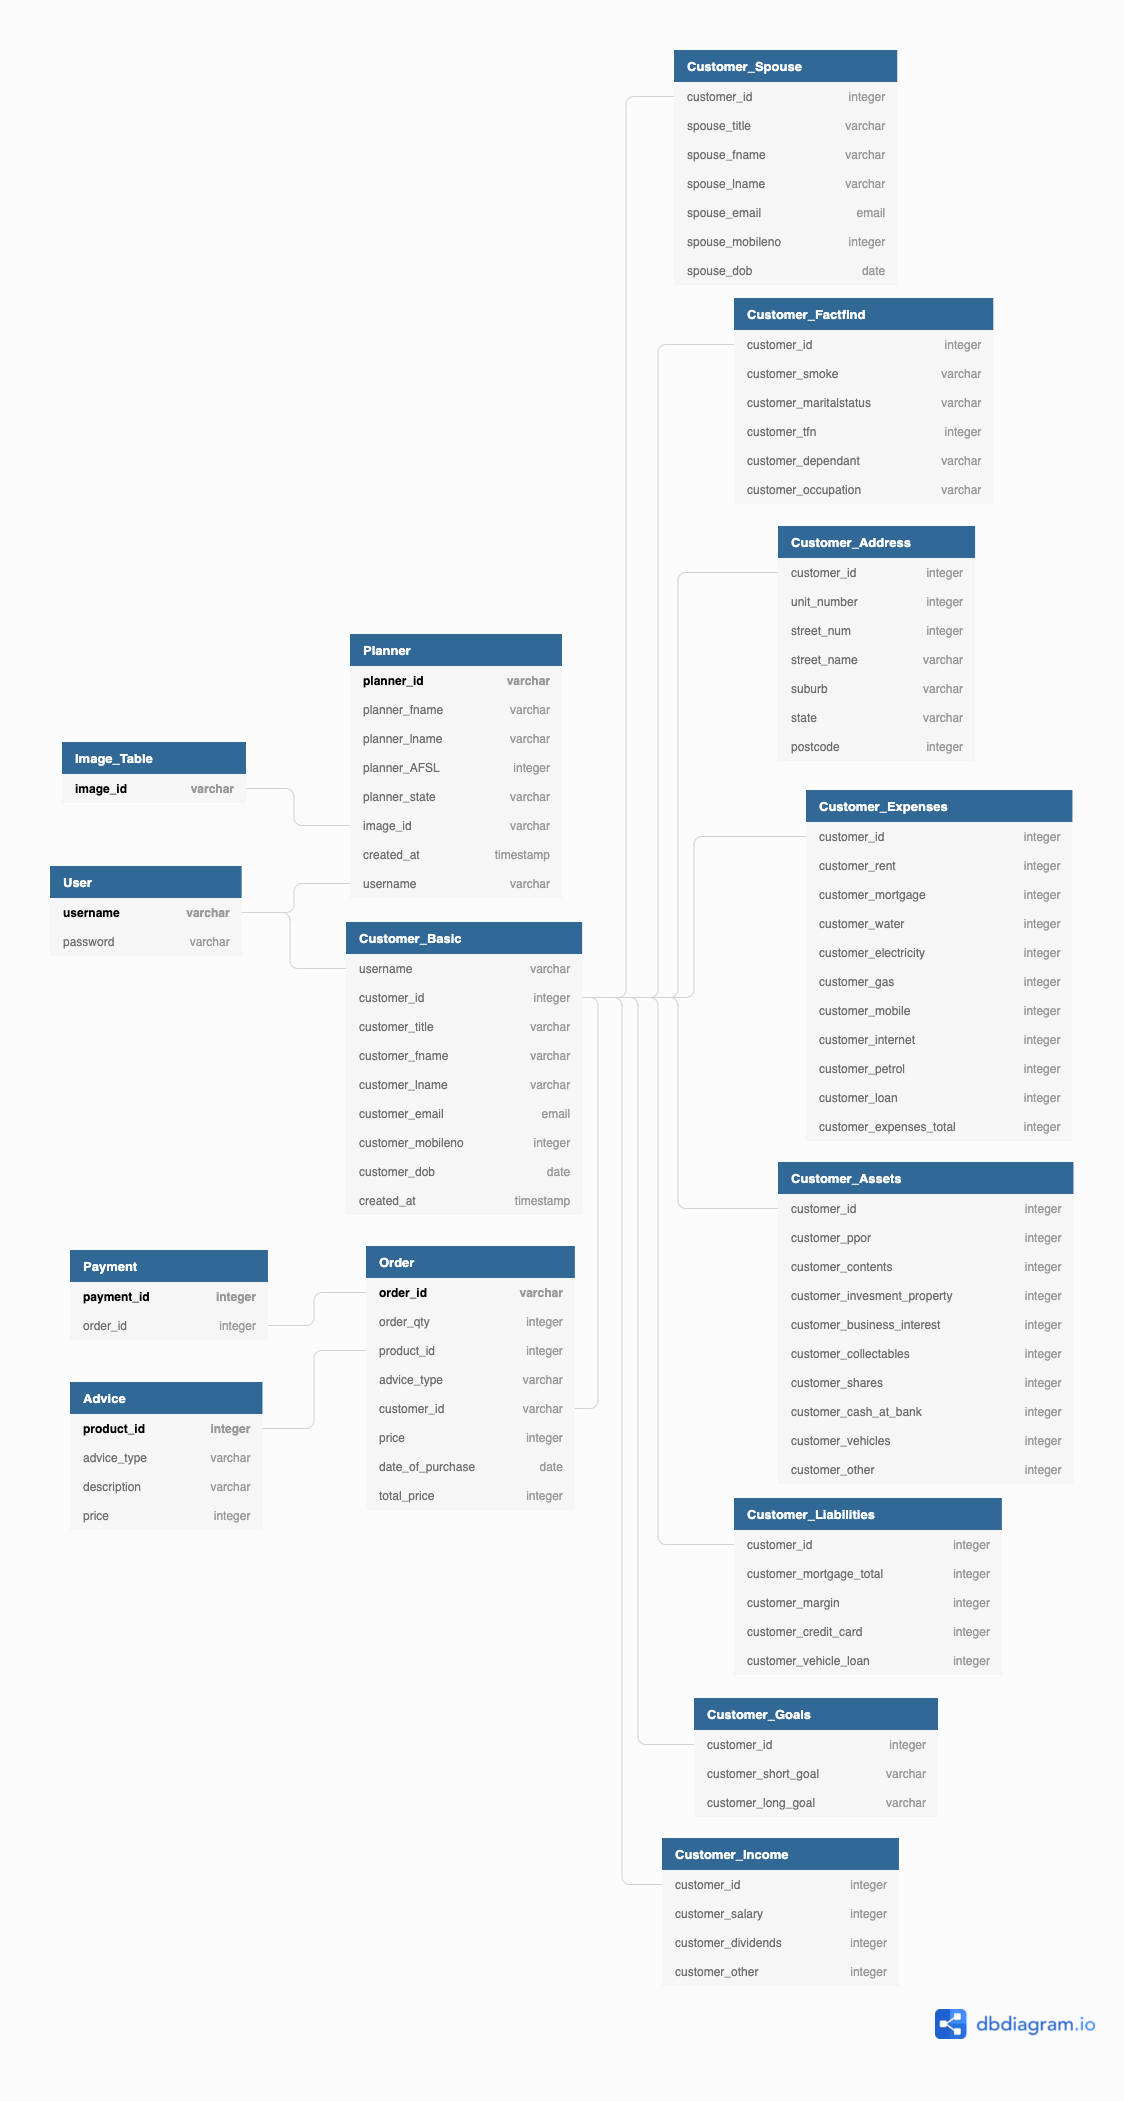 Customer_Spouse
customer_id integer
spouse_title varchar
spouse_fname varchar
spouse_lname varchar
spouse_email email
spouse_mobileno integer
spouse_dob date
Customer_Factfind
customer_id integer
customer_smoke varchar
customer_maritalstatus varchar
customer_tfn integer
customer_dependant varchar
customer_occupation varchar
Customer_Address
customer_id integer
unit_number integer
street_num integer
street_name varchar
suburb varchar
state varchar
postcode integer
Planner
planner_id varchar
planner_fname varchar
planner_lname varchar
planner_AFSL integer
planner_state varchar
image_id varchar
created_at timestamp
username varchar
Image_Table
image_id varchar
User
username varchar
password varchar
Customer_Expenses
customer_id integer
customer_rent integer
customer_mortgage integer
customer_water integer
customer_electricity integer
customer_gas integer
customer_mobile integer
customer_internet integer
customer_petrol integer
customer_loan integer
customer_expenses_total integer
Customer_Basic
username varchar
customer_id integer
customer_title varchar
customer_fname varchar
customer_lname varchar
customer_email email
customer_mobileno integer
customer_dob date
created_at timestamp
Customer_Assets
customer_id integer
customer_ppor integer
customer_contents integer
customer_invesment_property integer
customer_business_interest integer
customer_collectables integer
customer_shares integer
customer_cash_at_bank integer
customer_vehicles integer
customer_other integer
Payment
payment_id integer
order_id integer
Order
order_id varchar
order_qty integer
product_id integer
advice_type varchar
customer_id varchar
price integer
date_of_purchase date
total_price integer
Advice
product_id integer
advice_type varchar
description varchar
price integer
Customer_Liabilities
customer_id integer
customer_mortgage_total integer
customer_margin integer
customer_credit_card integer
customer_vehicle_loan integer
Customer_Goals
customer_id integer
customer_short_goal varchar
customer_long_goal varchar
Customer_Income
customer_id integer
customer_salary integer
customer_dividends integer
customer_other integer
dbdiagram.io